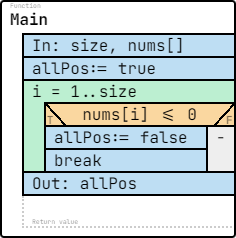 Function
Main
In: size, nums[]
allPos:= true
i = 1..size
nums[i] ⩽ 0
T
F
allPos:= false
-
break
Out: allPos
Return value